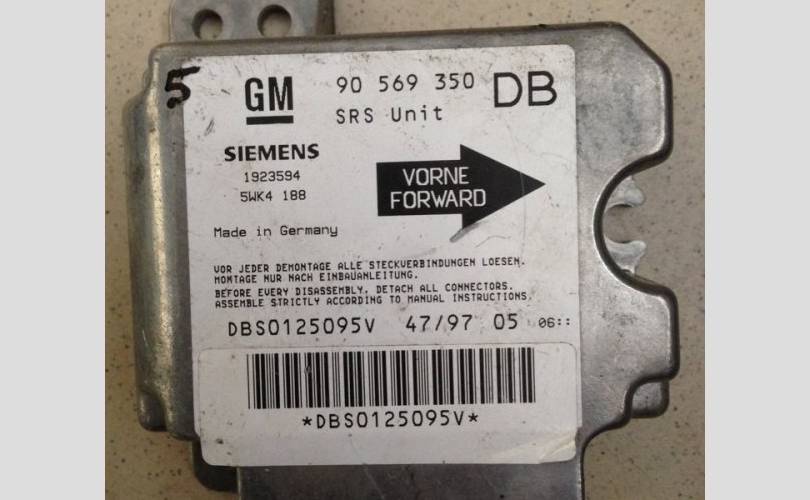 5
GM 90 569 350 DB
SRS Unit
SIEMENS
1923594
5WK4 188
VORNE
FORWARD
Made in Germany
VOR JEDER DEMONTAGE ALLE STECKVERBINDUNGEN LOESEN.
MONTAGE NUR NACH EINBAUANLEITUNG.
BEFORE EVERY DISASSEMBLY, DETACH ALL CONNECTORS.
ASSEMBLE STRICTLY ACCORDING TO MANUAL INSTRUCTIONS.
DBS0125095V 47/97 05 06::
*DBS0125095V*